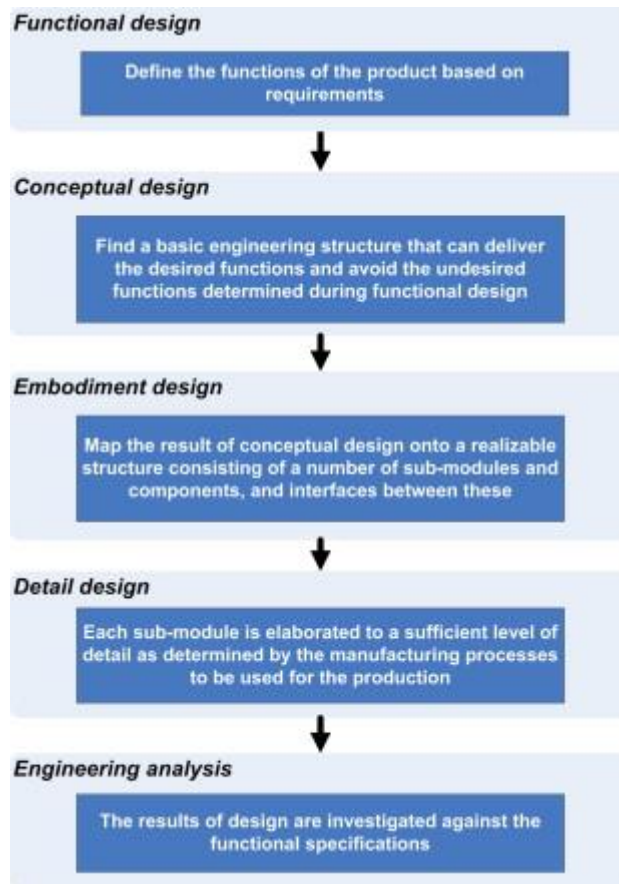 Functional design
Define the functions of the product based on
requirements
Conceptual design
Find a basic engineering structure that can deliver
the desired functions and avoid the undesired
functions determined during functional design
Embodiment design
Map the result of conceptual design onto a realizable
structure consisting of a number of sub-modules and
components, and interfaces between these
Detail design
Each sub-module is elaborated to a sufficient level of
detail as determined by the manufacturing processes
to be used for the production
Engineering analysis
The results of design are investigated against the
functional specifications